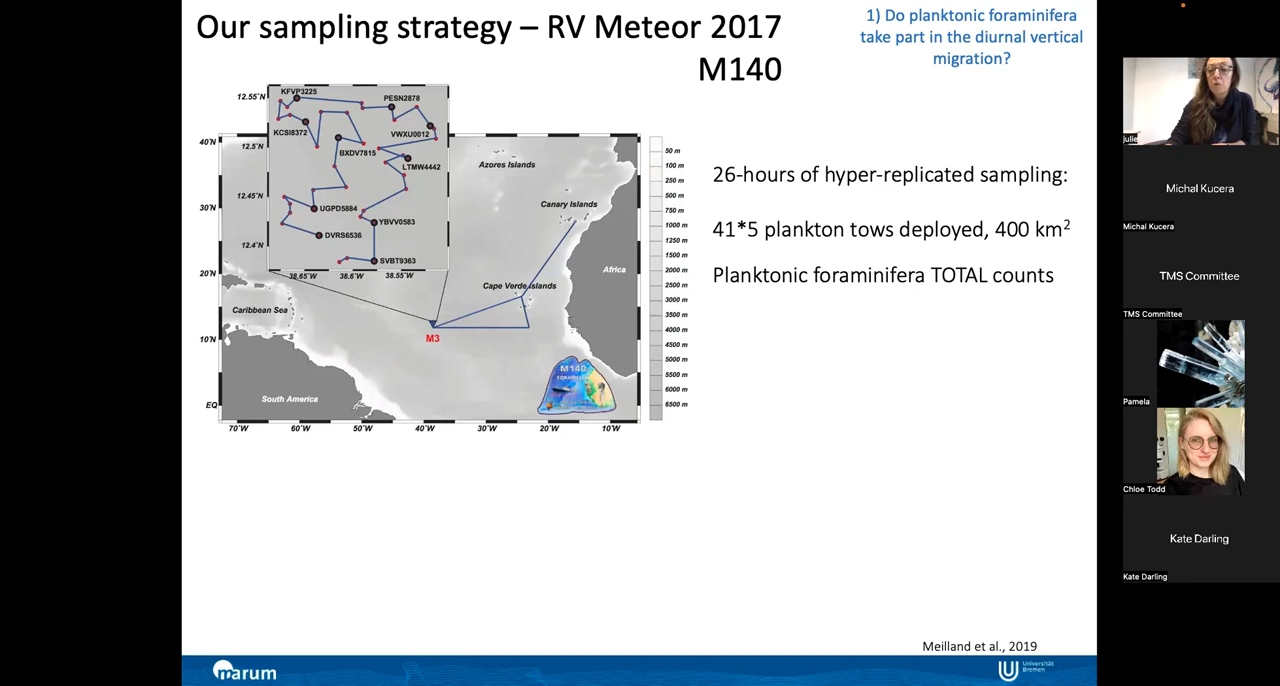 Our sampling strategy – RV Meteor 2017
M140
1) Do planktonic foraminifera
take part in the diurnal vertical
migration?
KFVP3225
PESN2878
KCSI8372
VWXU0012
BXDV7815
LTMW4442
UGPD5884
YBVV0583
DVRS6536
SVBT9363
12.55°N
12.5°N
12.45°N
12.4°N
38.65°W 38.6°W 38.55°W
40°N
30°N
20°N
10°N
EQ
Azores Islands
Canary Islands
Africa
Cape Verde Islands
Caribbean Sea
M3
South America
M140
70°W 60°W 50°W 40°W 30°W 20°W 10°W
50 m
100 m
250 m
500 m
750 m
1000 m
1250 m
1500 m
2000 m
2500 m
3000 m
3500 m
4000 m
4500 m
5000 m
5500 m
6000 m
6500 m
26-hours of hyper-replicated sampling:
41*5 plankton tows deployed, 400 km²
Planktonic foraminifera TOTAL counts
Meilland et al., 2019
marum
Universität
Bremen
julie
Michal Kucera
Michal Kucera
TMS Committee
TMS Committee
Pamela
Chloe Todd
Kate Darling
Kate Darling